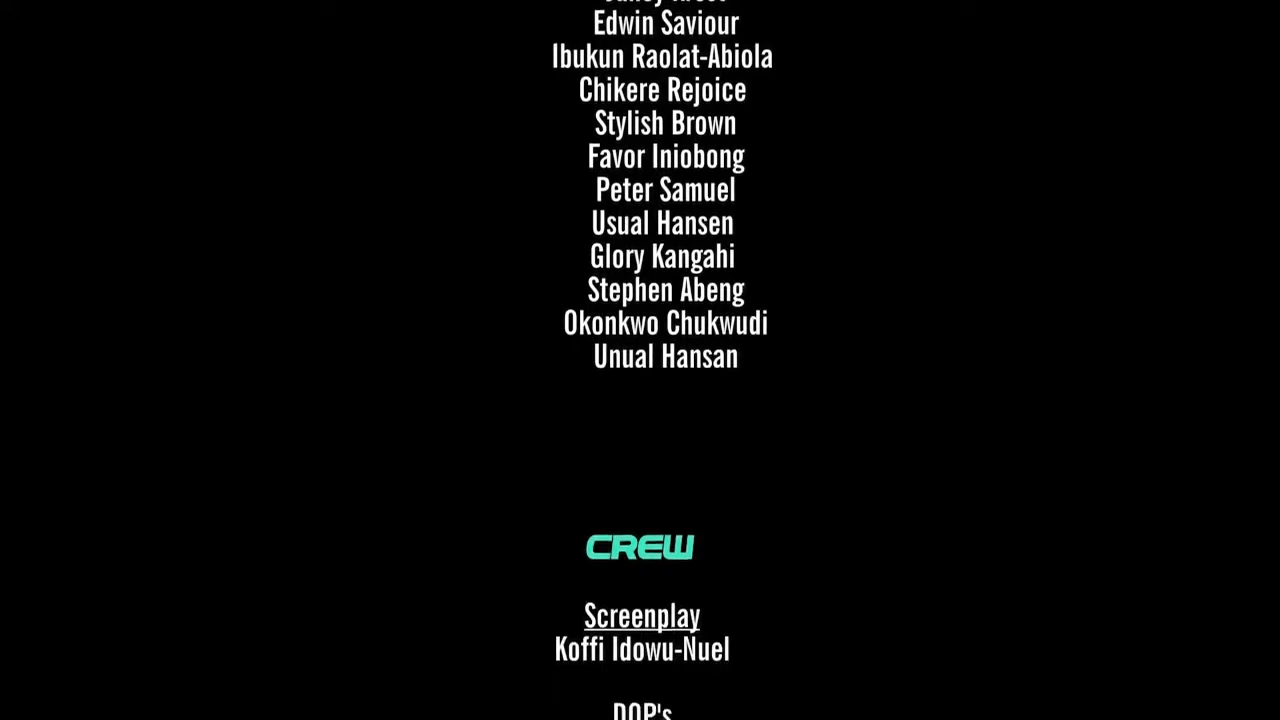 Edwin Saviour
Ibukun Raolat-Abiola
Chikere Rejoice
Stylish Brown
Favor Iniobong
Peter Samuel
Usual Hansen
Glory Kangahi
Stephen Abeng
Okonkwo Chukwudi
Unual Hansan
CREW
Screenplay
Koffi Idowu-Nuel
DOP's